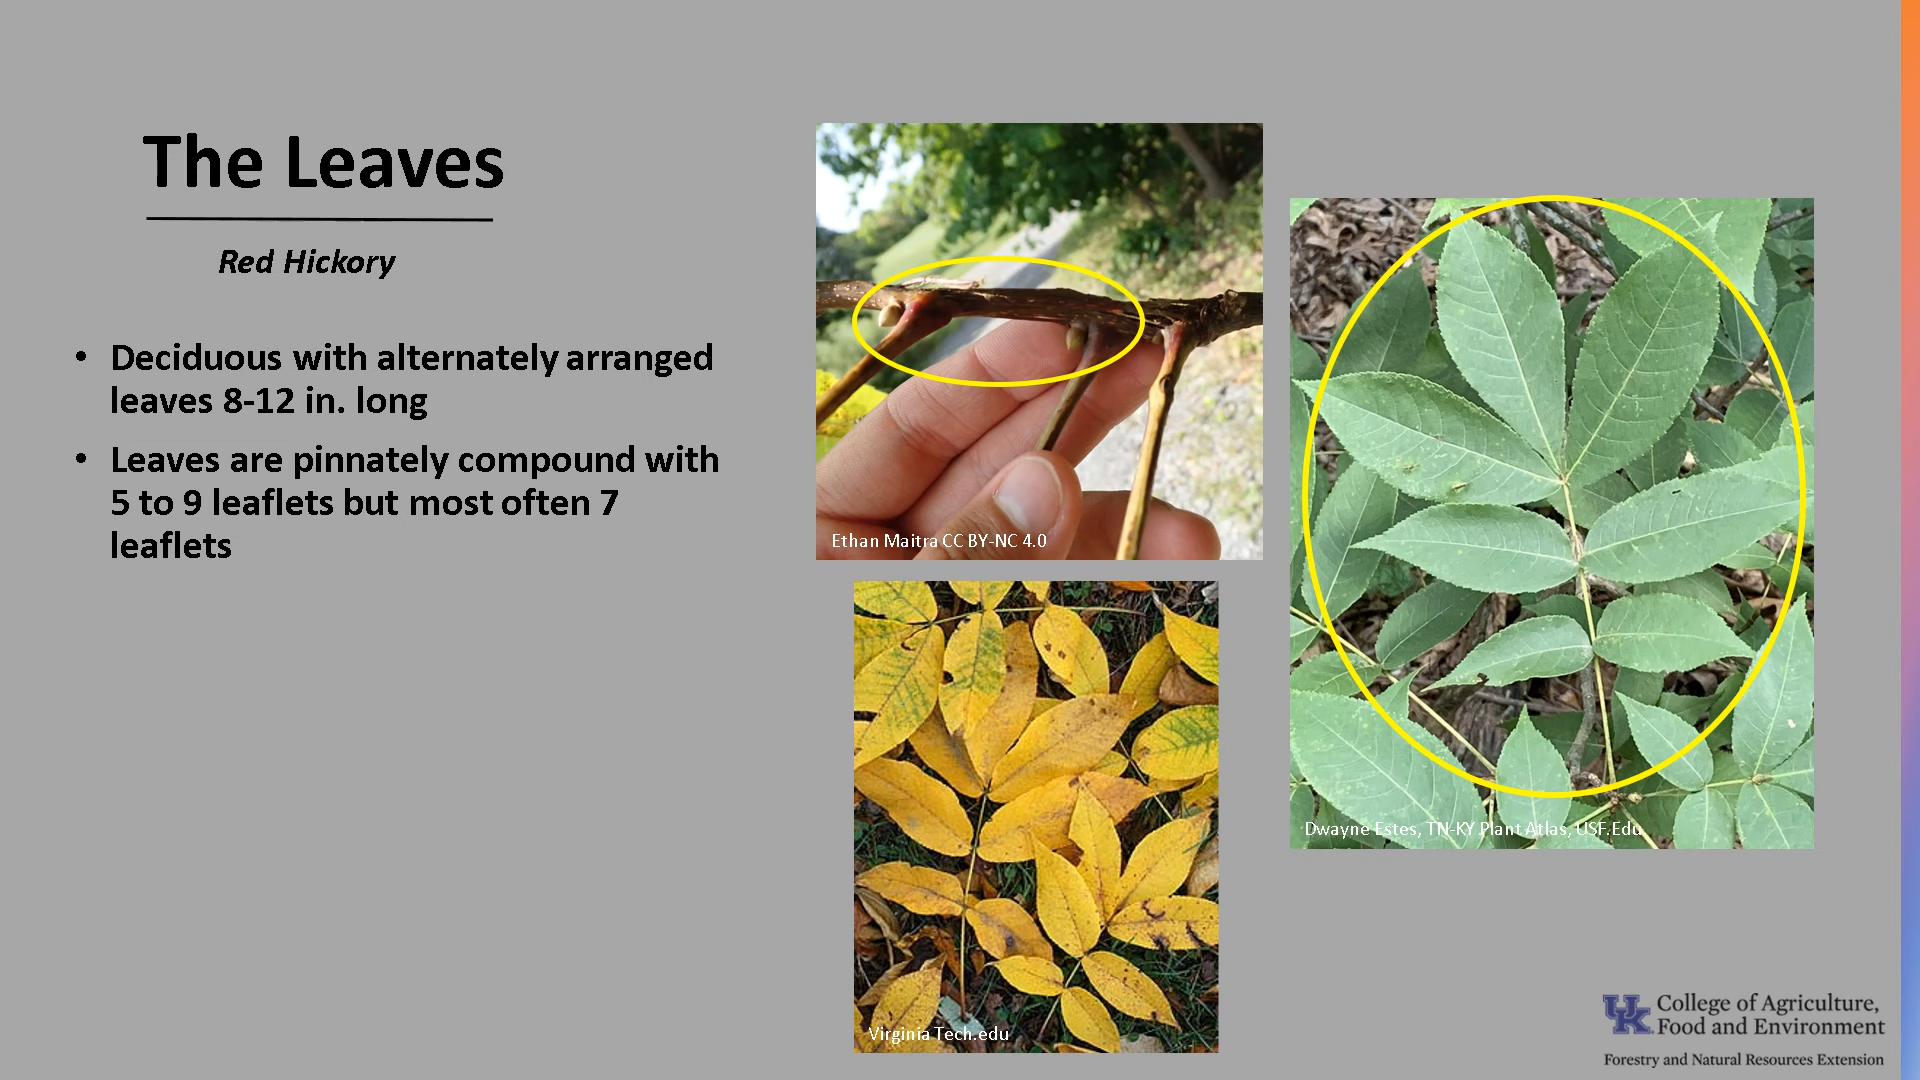 The Leaves
Red Hickory
• Deciduous with alternately arranged
leaves 8-12 in. long
• Leaves are pinnately compound with
5 to 9 leaflets but most often 7
leaflets
Ethan Maitra CC BY-NC 4.0
Dwayne Estes, TN-KY Plant Atlas, USF.Edu
Virginia Tech.edu
UK College of Agriculture,
Food and Environment
Forestry and Natural Resources Extension